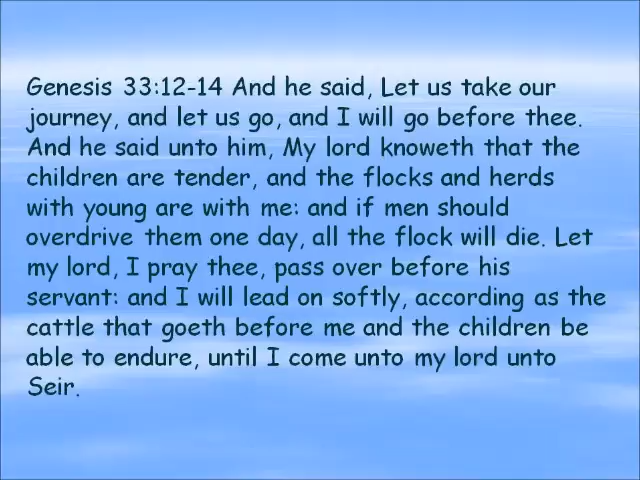 Genesis 33:12-14 And he said, Let us take our
journey, and let us go, and I will go before thee.
And he said unto him, My lord knoweth that the
children are tender, and the flocks and herds
with young are with me: and if men should
overdrive them one day, all the flock will die. Let
my lord, I pray thee, pass over before his
servant: and I will lead on softly, according as the
cattle that goeth before me and the children be
able to endure, until I come unto my lord unto
Seir.